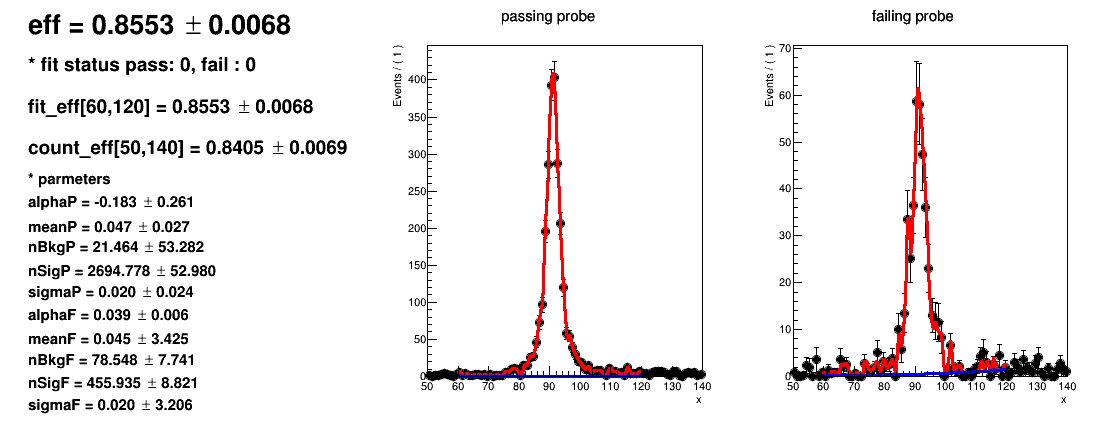 eff = 0.8553 ± 0.0068
* fit status pass: 0, fail : 0
fit_eff[60,120] = 0.8553 ± 0.0068
count_eff[50,140] = 0.8405 ± 0.0069
* parmeters
alphaP = -0.183 ± 0.261
meanP = 0.047 ± 0.027
nBkgP = 21.464 ± 53.282
nSigP = 2694.778 ± 52.980
sigmaP = 0.020 ± 0.024
alphaF = 0.039 ± 0.006
meanF = 0.045 ± 3.425
nBkgF = 78.548 ± 7.741
nSigF = 455.935 ± 8.821
sigmaF = 0.020 ± 3.206
passing probe
Events / ( 1 )
400
350
300
250
200
150
100
50
0
50 60 70 80 90 100 110 120 130 140
x
failing probe
Events / ( 1 )
70
60
50
40
30
20
10
0
50 60 70 80 90 100 110 120 130 140
x